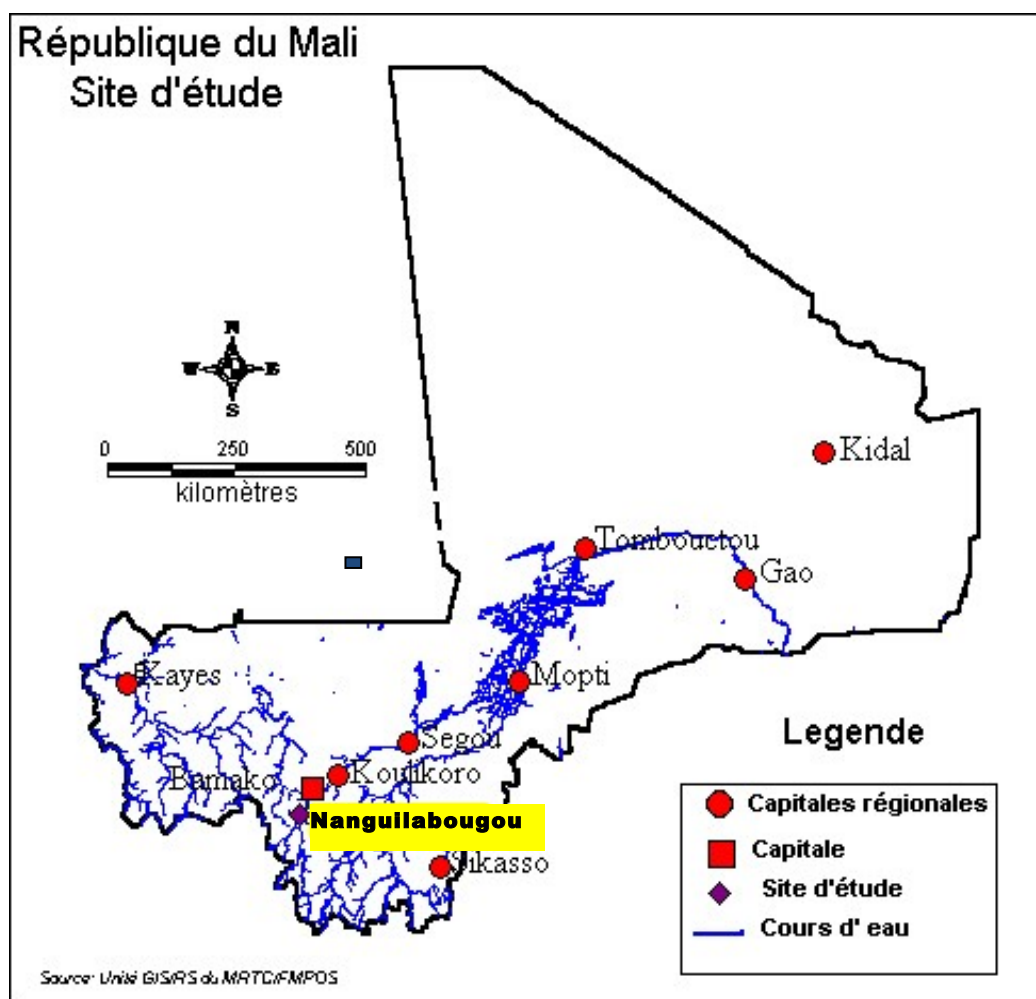 République du Mali
Site d'étude
N
W E
S
0 250 500
kilomètres
Kidal
Tombouctou
Gao
Kayes
Mopti
Segou
Koulikoro
Bamako
Nanguilabougou
Sikasso
Legende
Capitales régionales
Capitale
Site d'étude
Cours d' eau
Source: Unité GIS/RS du MRTC/FMPOS